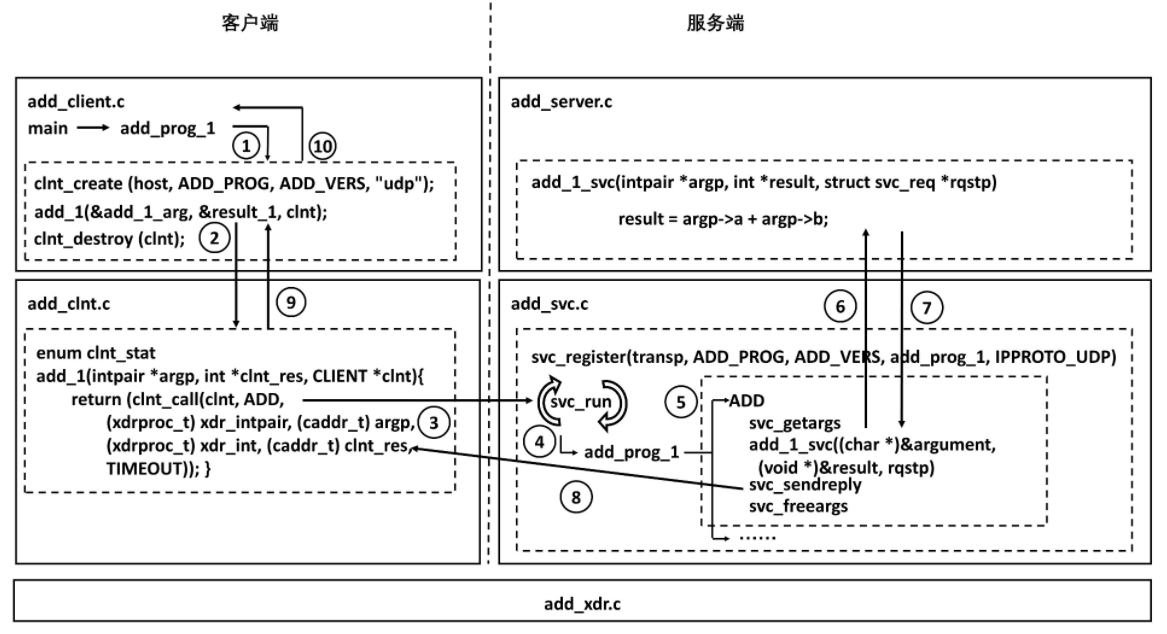 客户端
服务端
add_client.c
main add_prog_1
① ⑩
clnt_create (host, ADD_PROG, ADD_VERS, "udp");
add_1(&add_1_arg, &result_1, clnt);
clnt_destroy (clnt); ②
⑨
add_clnt.c
enum clnt_stat
add_1(intpair *argp, int *clnt_res, CLIENT *clnt){
return (clnt_call(clnt, ADD,
(xdrproc_t) xdr_intpair, (caddr_t) argp, ③
(xdrproc_t) xdr_int, (caddr_t) clnt_res,
TIMEOUT)); }
add_server.c
add_1_svc(intpair *argp, int *result, struct svc_req *rqstp)
result = argp->a + argp->b;
⑥ ⑦
add_svc.c
svc_register(transp, ADD_PROG, ADD_VERS, add_prog_1, IPPROTO_UDP)
svc_run
④
add_prog_1
⑤
ADD
svc_getargs
add_1_svc((char *)&argument,
(void *)&result, rqstp)
svc_sendreply
svc_freeargs
⑧
······
add_xdr.c